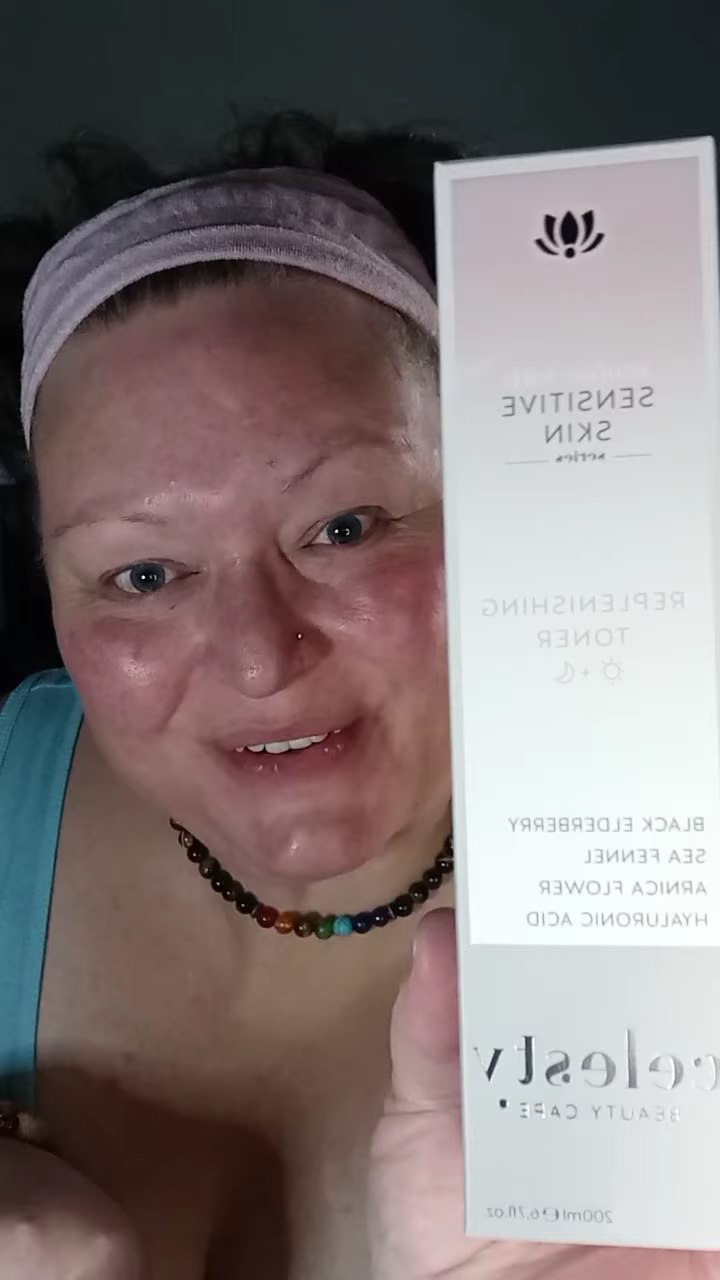 SENSITIVE
SKIN
series
REPLENISHING
TONER
BLACK ELDERBERRY
SEA FENNEL
ARNICA FLOWER
HYALURONIC ACID
celesty
BEAUTY CARE
200ml℮6.7fl.oz.